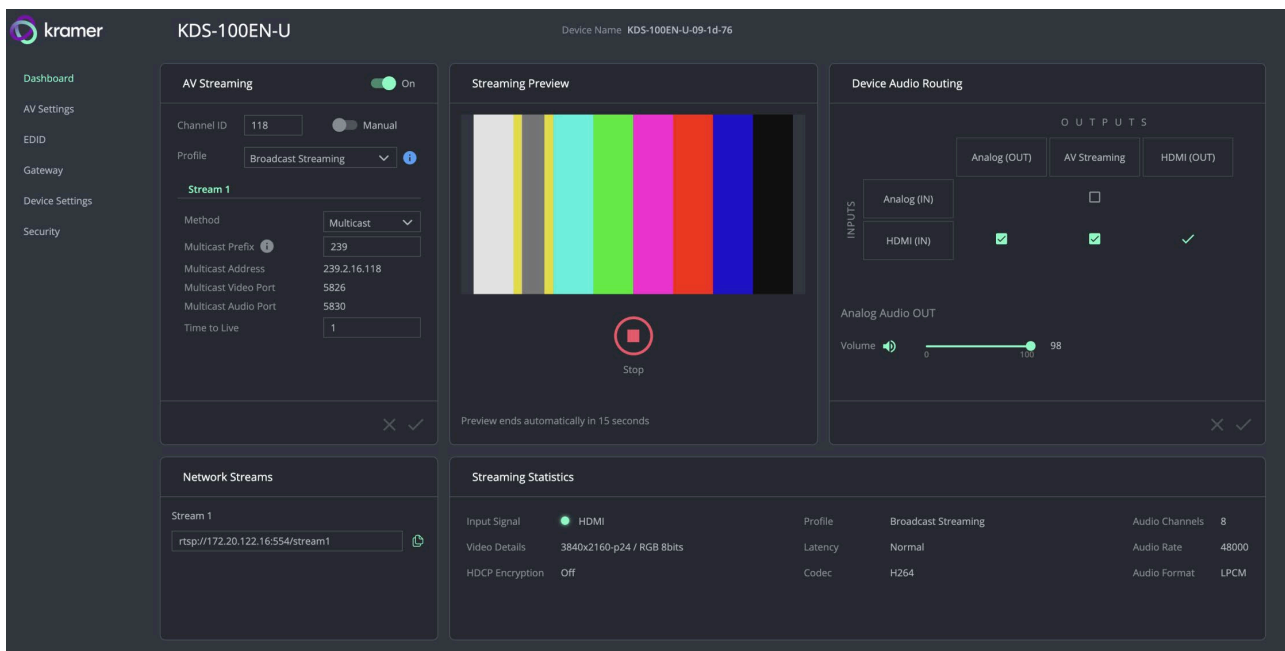 kramer
KDS-100EN-U
Device Name KDS-100EN-U-09-1d-76
Dashboard
AV Settings
EDID
Gateway
Device Settings
Security
AV Streaming On
Channel ID 118 Manual
Profile Broadcast Streaming i
Stream 1
Method Multicast
Multicast Prefix i 239
Multicast Address 239.2.16.118
Multicast Video Port 5826
Multicast Audio Port 5830
Time to Live 1
Streaming Preview
Stop
Preview ends automatically in 15 seconds
Device Audio Routing
OUTPUTS
Analog (OUT) AV Streaming HDMI (OUT)
INPUTS
Analog (IN)
HDMI (IN)
Analog Audio OUT
Volume 98
0 100
Network Streams
Stream 1
rtsp://172.20.122.16:554/stream1
Streaming Statistics
Input Signal HDMI Profile Broadcast Streaming Audio Channels 8
Video Details 3840x2160-p24 / RGB 8bits Latency Normal Audio Rate 48000
HDCP Encryption Off Codec H264 Audio Format LPCM